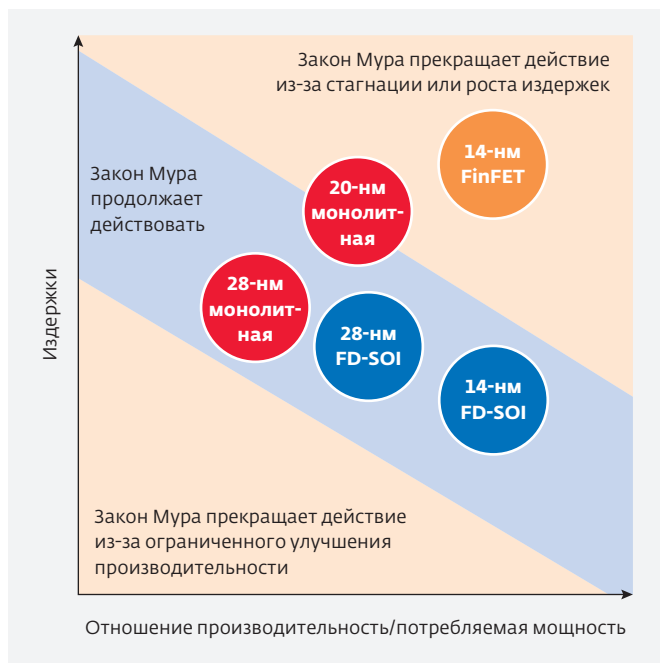 Закон Мура прекращает действие
из-за стагнации или роста издержек
14-нм
FinFET
Закон Мура
продолжает
действовать
20-нм
монолит-
ная
28-нм
монолит-
ная
28-нм
FD-SOI
14-нм
FD-SOI
Издержки
Закон Мура прекращает действие
из-за ограниченного улучшения
производительности
Отношение производительность/потребляемая мощность